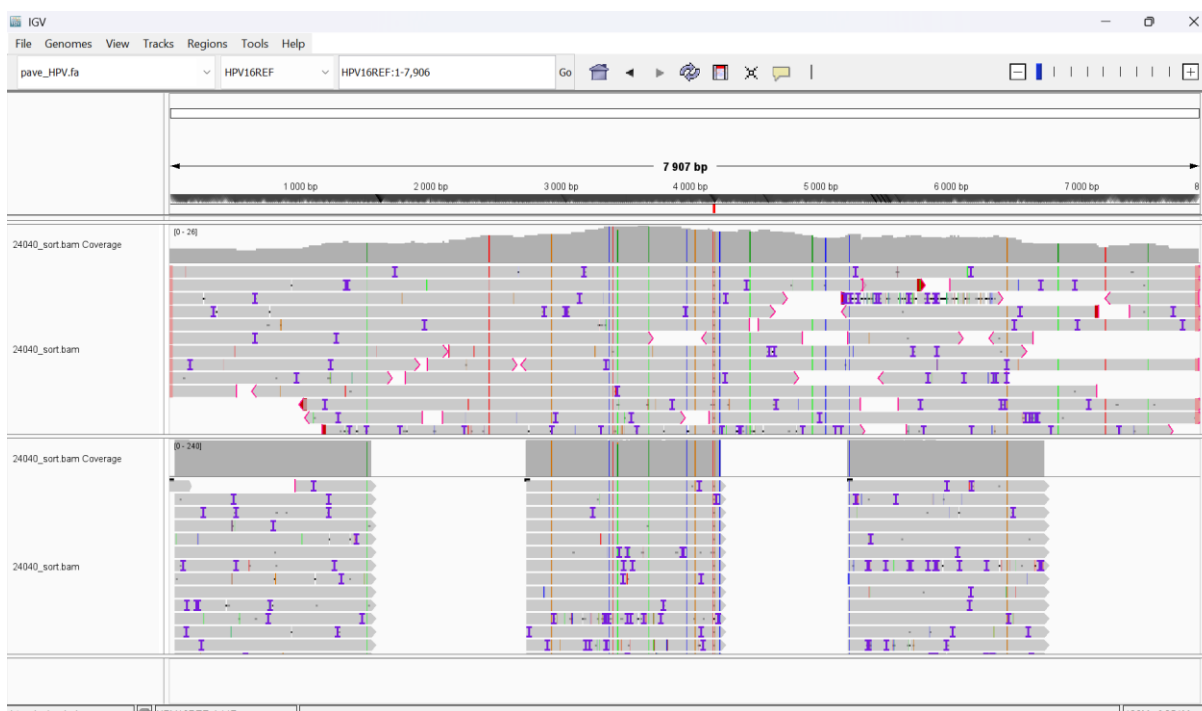 IGV
File Genomes View Tracks Regions Tools Help
pave_HPV.fa HPV16REF HPV16REF:1-7,906 Go
7 907 bp
1 000 bp 2 000 bp 3 000 bp 4 000 bp 5 000 bp 6 000 bp 7 000 bp 8
[0 - 26]
24040_sort.bam Coverage
24040_sort.bam
[0 - 240]
24040_sort.bam Coverage
24040_sort.bam